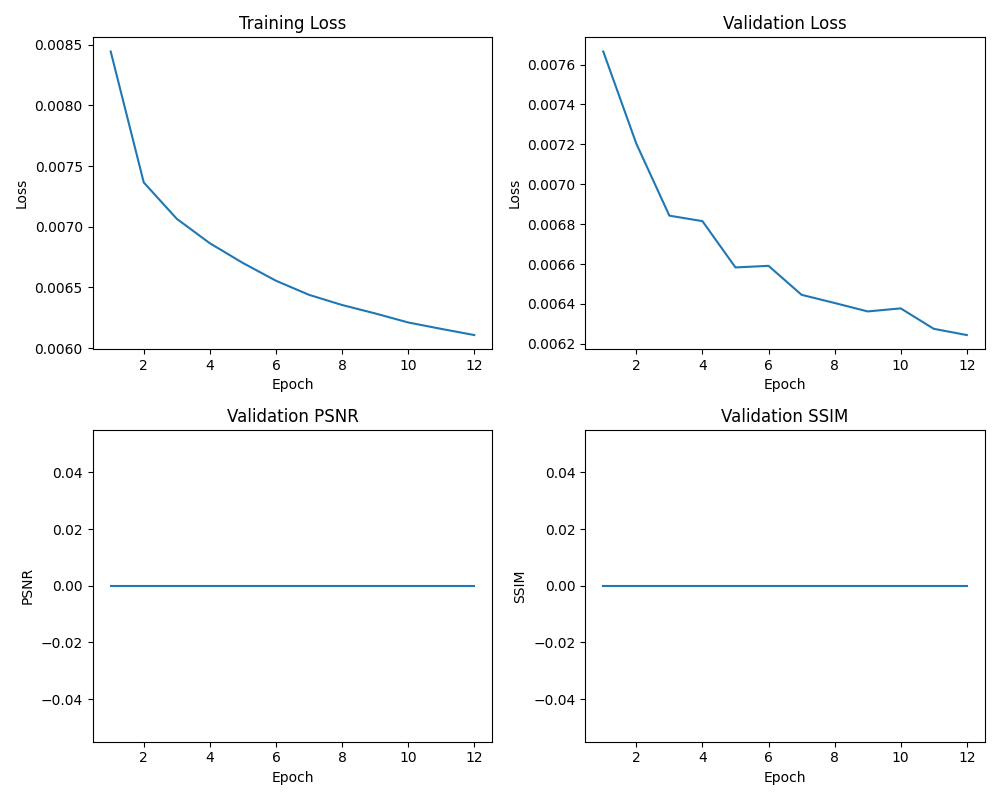 Training Loss
Validation Loss
0.0085
0.0080
0.0075
0.0070
0.0065
0.0060
Loss
2 4 6 8 10 12
Epoch
0.0076
0.0074
0.0072
0.0070
0.0068
0.0066
0.0064
0.0062
Loss
2 4 6 8 10 12
Epoch
Validation PSNR
Validation SSIM
0.04
0.02
0.00
−0.02
−0.04
PSNR
2 4 6 8 10 12
Epoch
0.04
0.02
0.00
−0.02
−0.04
SSIM
2 4 6 8 10 12
Epoch